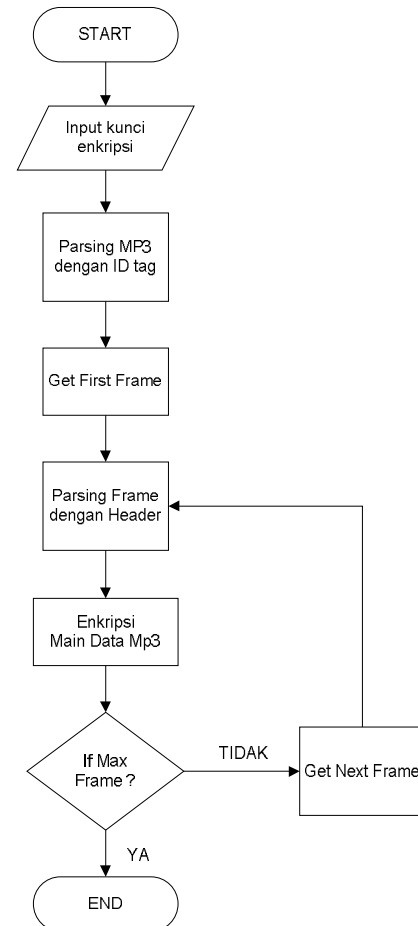 START
Input kunci
enkripsi
Parsing MP3
dengan ID tag
Get First Frame
Parsing Frame
dengan Header
Enkripsi
Main Data Mp3
If Max
Frame ?
TIDAK
Get Next Frame
YA
END